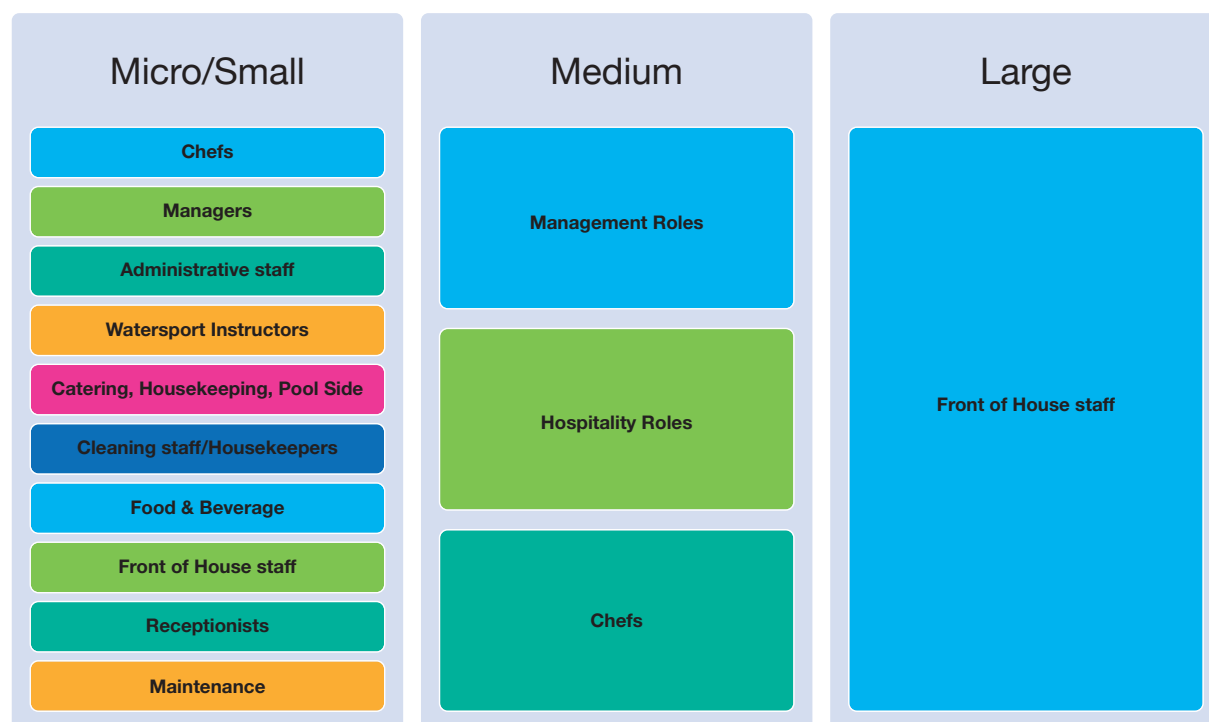 Micro/Small
Chefs
Managers
Administrative staff
Watersport Instructors
Catering, Housekeeping, Pool Side
Cleaning staff/Housekeepers
Food & Beverage
Front of House staff
Receptionists
Maintenance
Medium
Management Roles
Hospitality Roles
Chefs
Large
Front of House staff